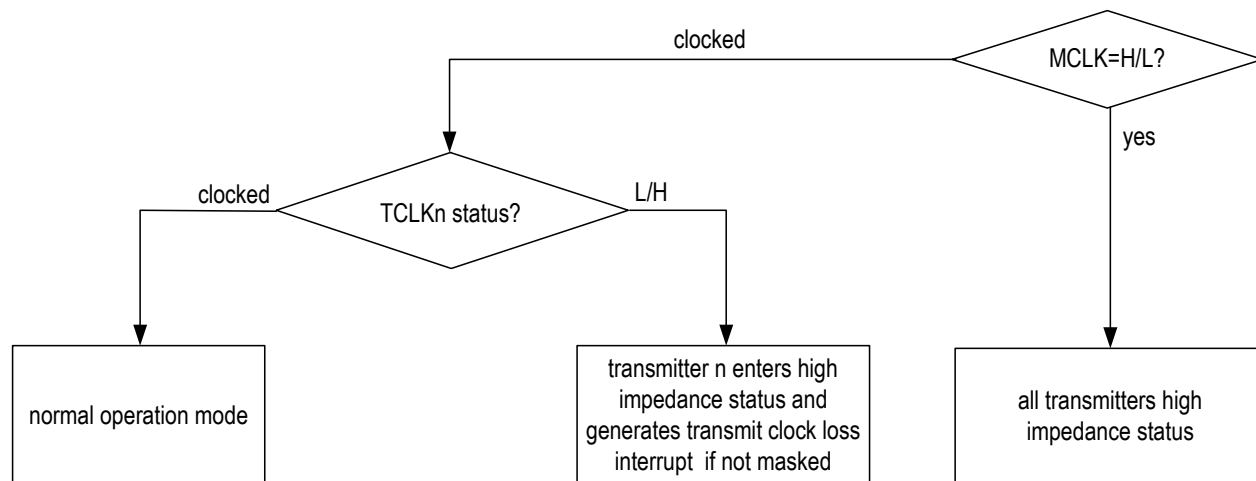 clocked
MCLK=H/L?
yes
clocked
TCLKn status?
L/H
normal operation mode
transmitter n enters high
impedance status and
generates transmit clock loss
interrupt if not masked
all transmitters high
impedance status